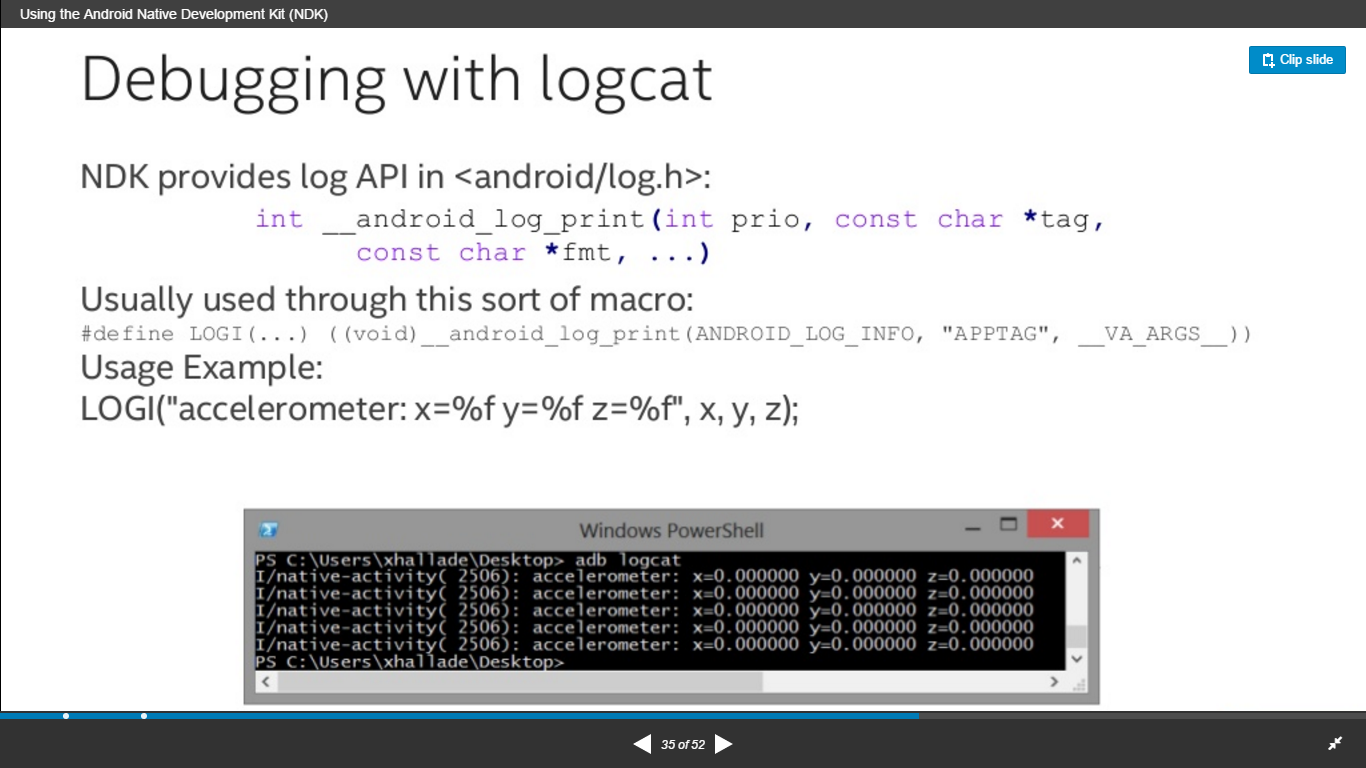 Using the Android Native Development Kit (NDK)
Clip slide
Debugging with logcat
NDK provides log API in <android/log.h>:
int __android_log_print(int prio, const char *tag,
const char *fmt, ...)
Usually used through this sort of macro:
#define LOGI(...) ((void)__android_log_print(ANDROID_LOG_INFO, "APPTAG", __VA_ARGS__))
Usage Example:
LOGI("accelerometer: x=%f y=%f z=%f", x, y, z);
Windows PowerShell
PS C:\Users\xhallade\Desktop> adb logcat
I/native-activity( 2506): accelerometer: x=0.000000 y=0.000000 z=0.000000
I/native-activity( 2506): accelerometer: x=0.000000 y=0.000000 z=0.000000
I/native-activity( 2506): accelerometer: x=0.000000 y=0.000000 z=0.000000
I/native-activity( 2506): accelerometer: x=0.000000 y=0.000000 z=0.000000
I/native-activity( 2506): accelerometer: x=0.000000 y=0.000000 z=0.000000
PS C:\Users\xhallade\Desktop>
35 of 52